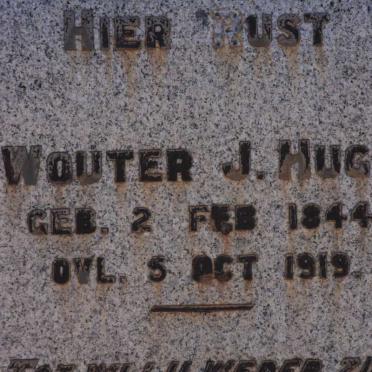 HIER RUST
WOUTER J. HUG
GEB. 2 FEB 1844
OVL. 5 OCT 1919.